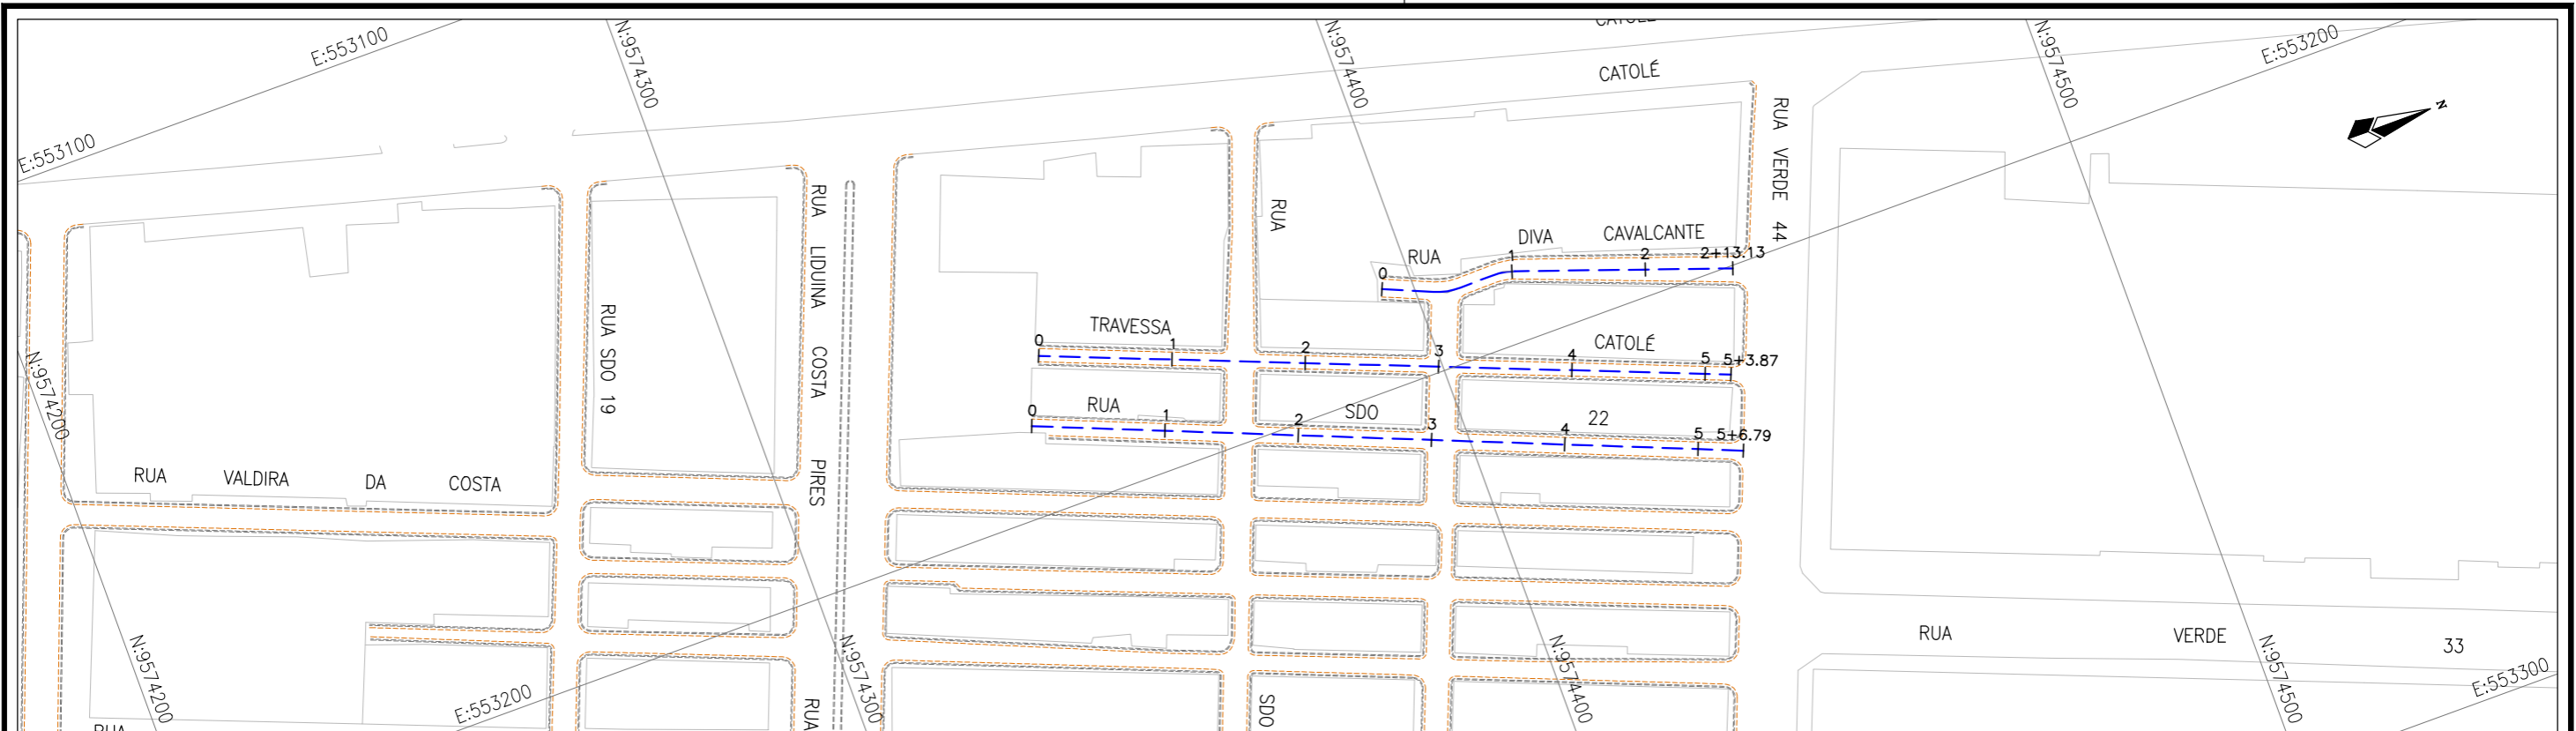 CATOLÉ
E:553100
N:9574300
N:9574400
N:9574500
E:553200
N
CATOLÉ
E:553100
RUA VERDE 44
RUA LIDUINA COSTA PIRES
RUA
RUA DIVA CAVALCANTE
0 1 2 2+13.13
RUA SDO 19
TRAVESSA CATOLÉ
0 1 2 3 4 5 5+3.87
N:9574200
RUA SDO 22
0 1 2 3 4 5 5+6.79
RUA VALDIRA DA COSTA
RUA VERDE 33
N:9574200
N:9574300
N:9574400
N:9574500
E:553200
E:553300
RUA
RUA
SDO